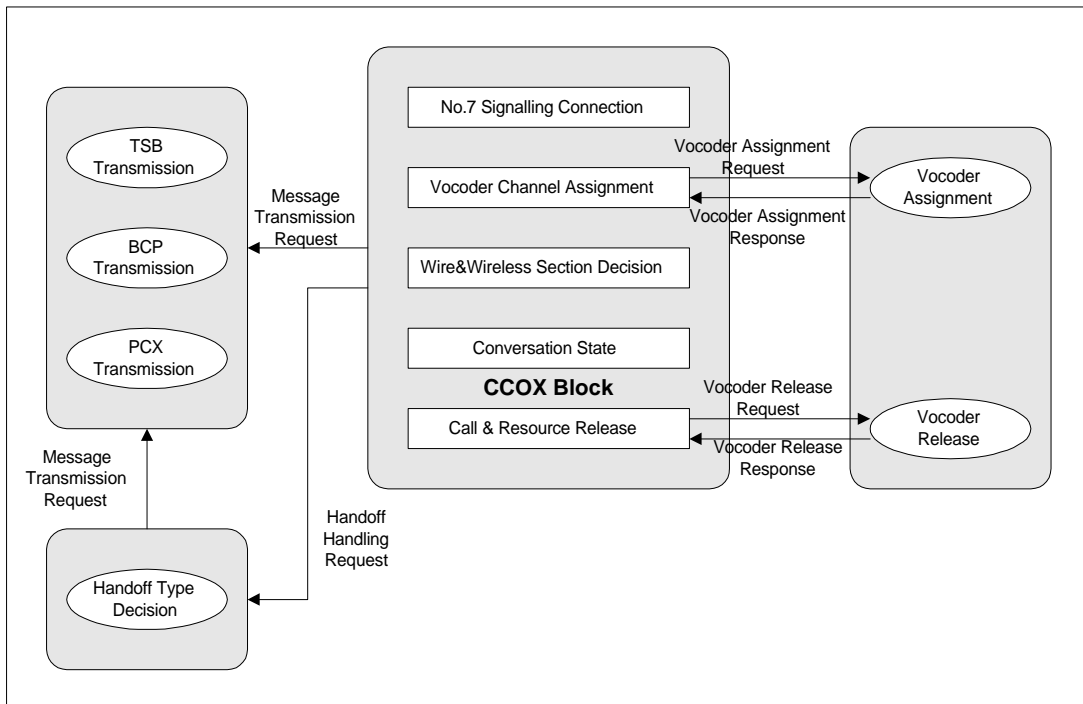 TSB
Transmission
BCP
Transmission
PCX
Transmission
Message
Transmission
Request
No.7 Signalling Connection
Vocoder Channel Assignment
Wire&Wireless Section Decision
Conversation State
CCOX Block
Call & Resource Release
Vocoder Assignment
Request
Vocoder Assignment
Response
Vocoder
Assignment
Vocoder Release
Request
Vocoder Release
Response
Vocoder
Release
Message
Transmission
Request
Handoff
Handling
Request
Handoff Type
Decision